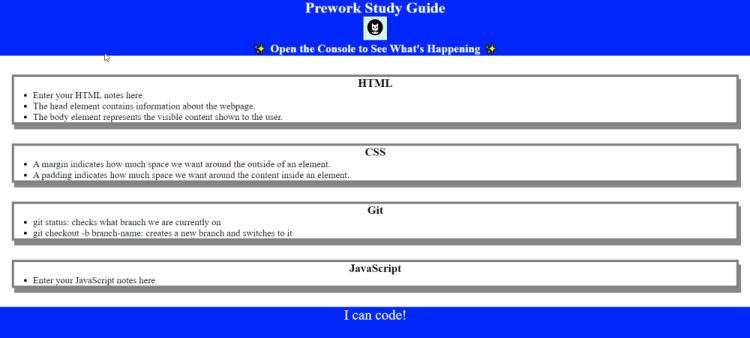 Prework Study Guide
✨ Open the Console to See What's Happening ✨
HTML
• Enter your HTML notes here
• The head element contains information about the webpage.
• The body element represents the visible content shown to the user.
CSS
• A margin indicates how much space we want around the outside of an element.
• A padding indicates how much space we want around the content inside an element.
Git
• git status: checks what branch we are currently on
• git checkout -b branch-name: creates a new branch and switches to it
JavaScript
• Enter your JavaScript notes here
I can code!